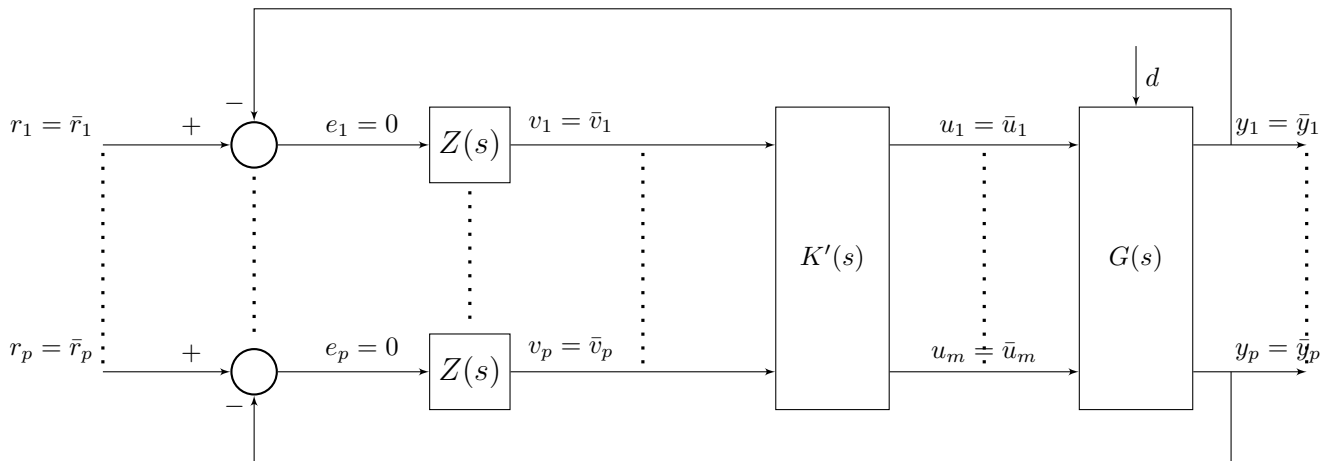 d
−
r₁ = r̄₁
+
e₁ = 0
Z(s)
v₁ = v̄₁
u₁ = ū₁
y₁ = ȳ₁
K′(s)
G(s)
rₚ = r̄ₚ
+
eₚ = 0
Z(s)
vₚ = v̄ₚ
uₘ = ūₘ
yₚ = ȳₚ
−